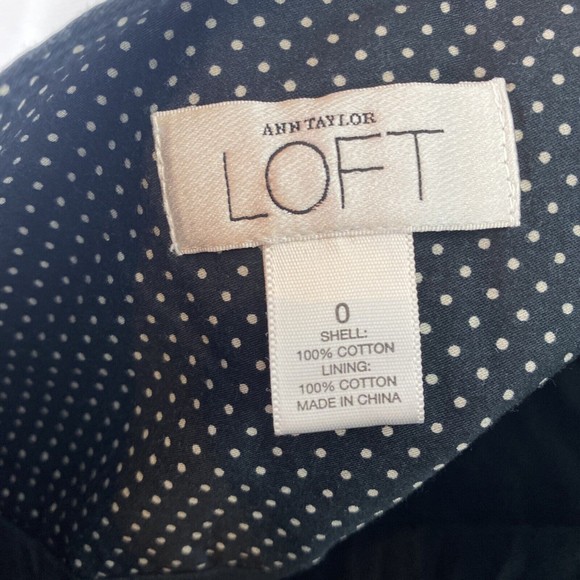 ANN TAYLOR
LOFT
0
SHELL:
100% COTTON
LINING:
100% COTTON
MADE IN CHINA